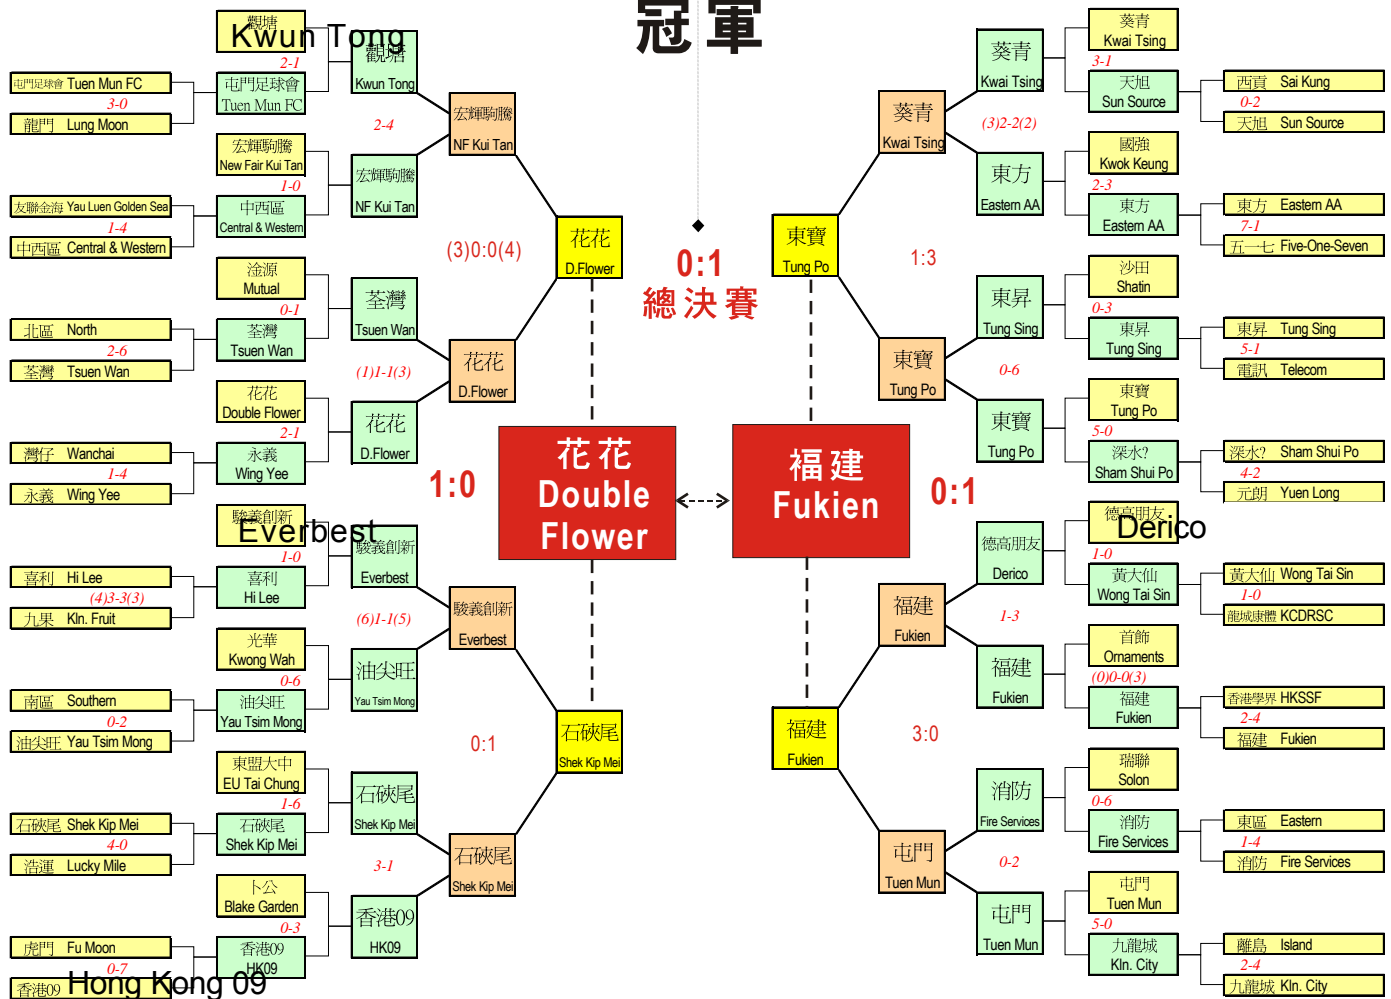 冠軍
觀塘
Kwun Tong
2-1
屯門足球會 Tuen Mun FC
3-0
龍門 Lung Moon
屯門足球會
Tuen Mun FC
觀塘
Kwun Tong
2-4
宏輝駒騰
New Fair Kui Tan
1-0
友聯金海 Yau Luen Golden Sea
1-4
中西區 Central & Western
中西區
Central & Western
宏輝駒騰
NF Kui Tan
宏輝駒騰
NF Kui Tan
(3)0:0(4)
淦源
Mutual
0-1
北區 North
2-6
荃灣 Tsuen Wan
荃灣
Tsuen Wan
荃灣
Tsuen Wan
(1)1-1(3)
花花
Double Flower
2-1
灣仔 Wanchai
1-4
永義 Wing Yee
永義
Wing Yee
花花
D.Flower
花花
D.Flower
花花
D.Flower
1:0
駿義創新
Everbest
1-0
喜利 Hi Lee
(4)3-3(3)
九果 Kln. Fruit
喜利
Hi Lee
駿義創新
Everbest
(6)1-1(5)
光華
Kwong Wah
0-6
南區 Southern
0-2
油尖旺 Yau Tsim Mong
油尖旺
Yau Tsim Mong
油尖旺
Yau Tsim Mong
駿義創新
Everbest
0:1
東盟大中
EU Tai Chung
1-6
石硤尾 Shek Kip Mei
4-0
浩運 Lucky Mile
石硤尾
Shek Kip Mei
石硤尾
Shek Kip Mei
3-1
卜公
Blake Garden
0-3
虎門 Fu Moon
0-7
香港09 Hong Kong 09
香港09
HK09
香港09
HK09
石硤尾
Shek Kip Mei
石硤尾
Shek Kip Mei
花花
Double
Flower
0:1
總決賽
福建
Fukien
0:1
東寶
Tung Po
1:3
葵青
Kwai Tsing
葵青
Kwai Tsing
(3)2-2(2)
葵青
Kwai Tsing
3-1
天旭
Sun Source
西貢 Sai Kung
0-2
天旭 Sun Source
東方
Eastern AA
國強
Kwok Keung
2-3
東方
Eastern AA
東方 Eastern AA
7-1
五一七 Five-One-Seven
東寶
Tung Po
東昇
Tung Sing
0-6
沙田
Shatin
0-3
東昇
Tung Sing
東昇 Tung Sing
5-1
電訊 Telecom
東寶
Tung Po
東寶
Tung Po
5-0
深水?
Sham Shui Po
深水? Sham Shui Po
4-2
元朗 Yuen Long
福建
Fukien
3:0
福建
Fukien
德高朋友
Derico
1-3
德高朋友
Derico
1-0
黃大仙
Wong Tai Sin
黃大仙 Wong Tai Sin
1-0
龍城康體 KCDRSC
福建
Fukien
首飾
Ornaments
(0)0-0(3)
福建
Fukien
香港學界 HKSSF
2-4
福建 Fukien
屯門
Tuen Mun
消防
Fire Services
0-2
瑞聯
Solon
0-6
消防
Fire Services
東區 Eastern
1-4
消防 Fire Services
屯門
Tuen Mun
屯門
Tuen Mun
5-0
九龍城
Kln. City
離島 Island
2-4
九龍城 Kln. City